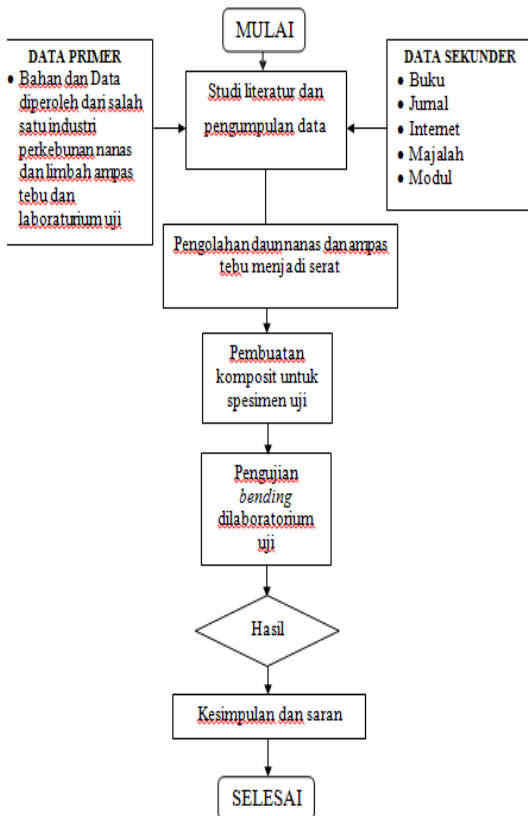 MULAI
DATA PRIMER
• Bahan dan Data
diperoleh dari salah
satu industri
perkebunan nanas
dan limbah ampas
tebu dan
laboraturium uji
Studi literatur dan
pengumpulan data
DATA SEKUNDER
• Buku
• Jurnal
• Internet
• Majalah
• Modul
Pengolahan daun nanas dan ampas
tebu menjadi serat
Pembuatan
komposit untuk
spesimen uji
Pengujian
bending
dilaboratorium
uji
Hasil
Kesimpulan dan saran
SELESAI